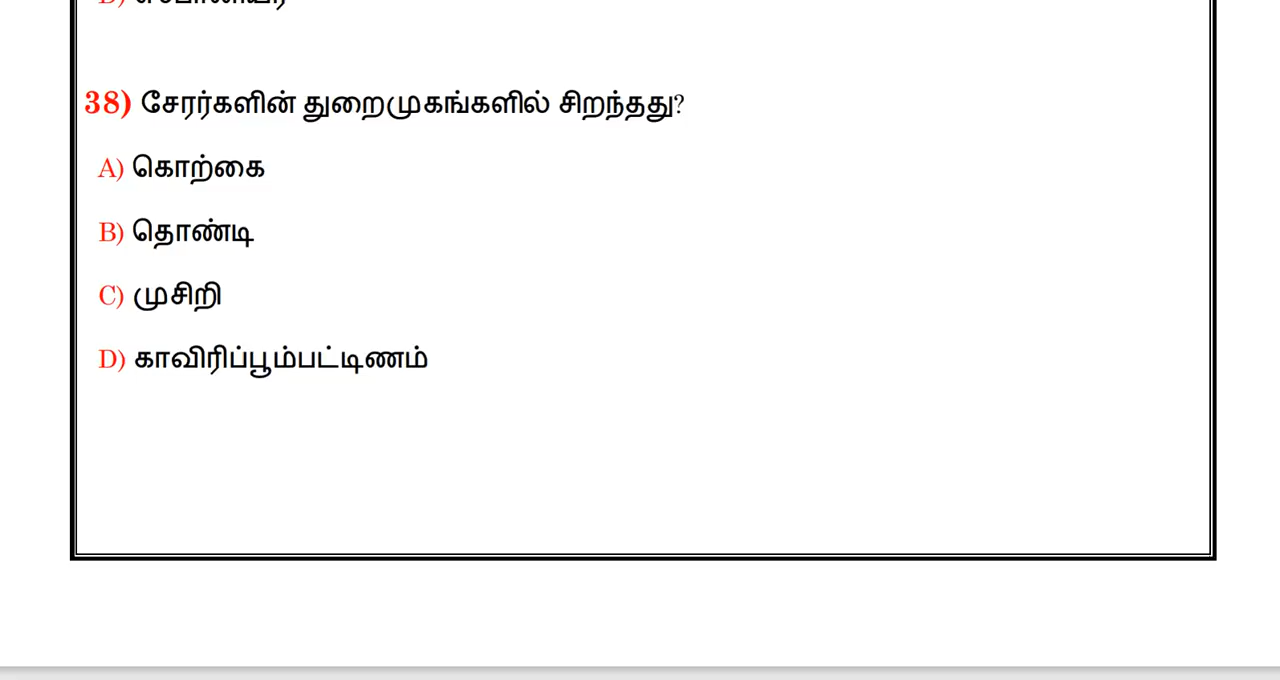 38) சேரர்களின் துறைமுகங்களில் சிறந்தது?
A) கொற்கை
B) தொண்டி
C) முசிறி
D) காவிரிப்பூம்பட்டிணம்